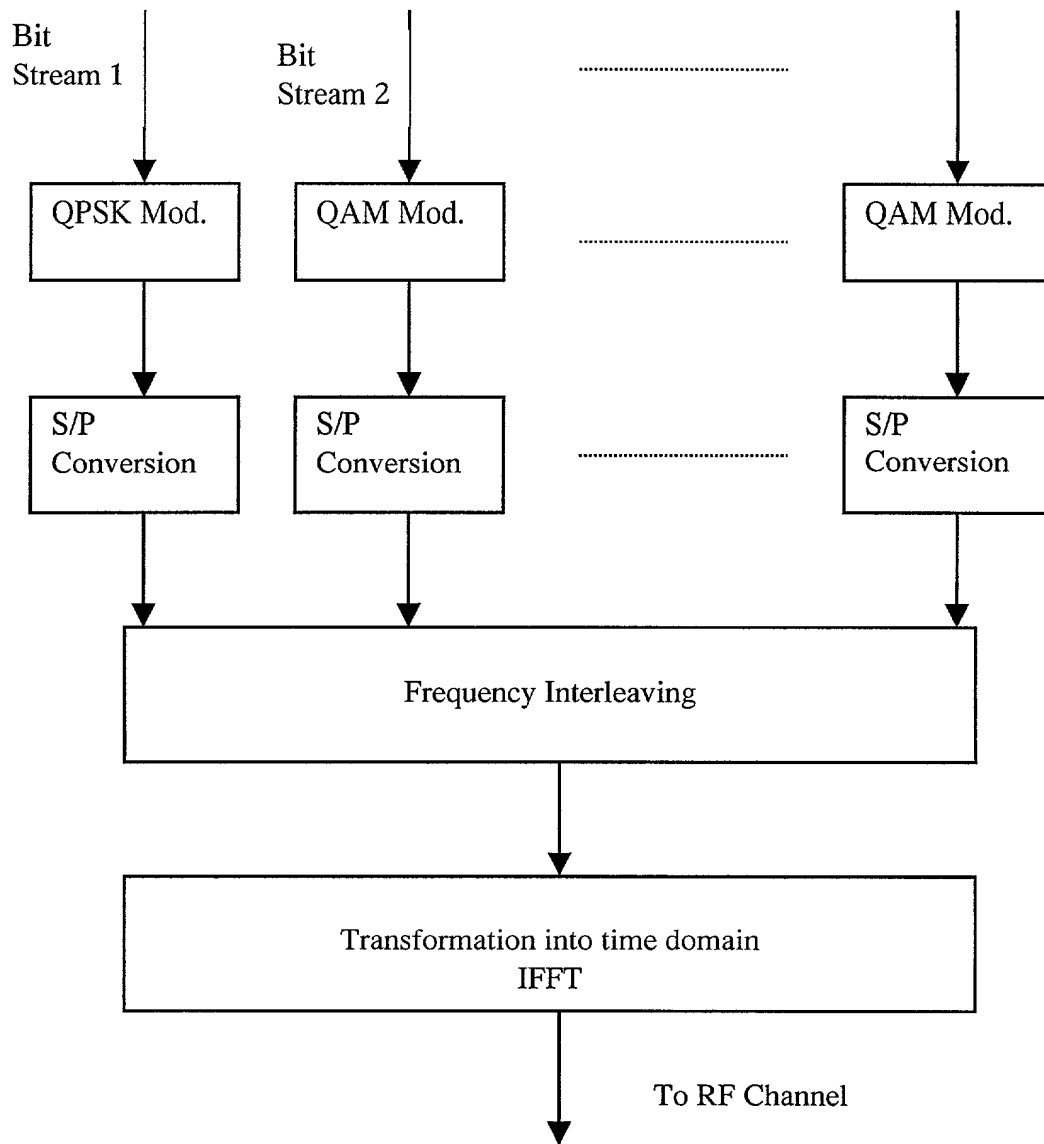 Bit
Stream 1
Bit
Stream 2
QPSK Mod.
QAM Mod.
QAM Mod.
S/P
Conversion
S/P
Conversion
S/P
Conversion
Frequency Interleaving
Transformation into time domain
IFFT
To RF Channel